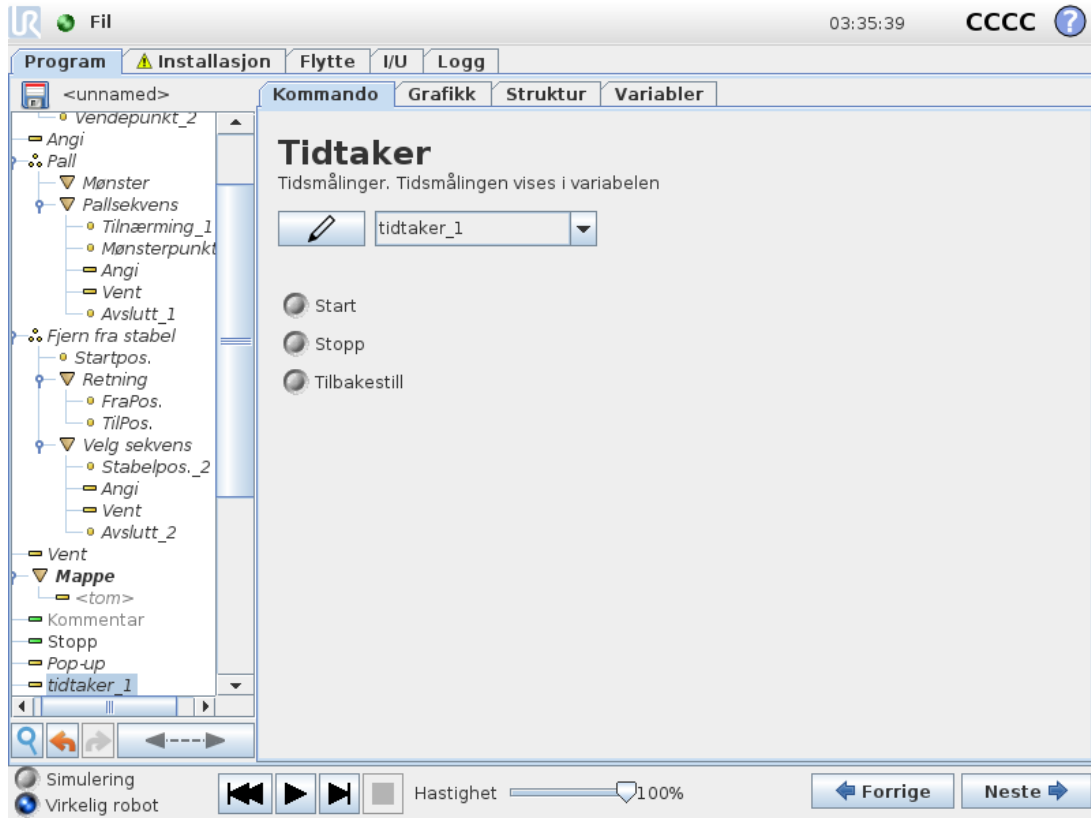 UR Fil 03:35:39 CCCC ?
Program Installasjon Flytte I/U Logg
<unnamed>
Kommando Grafikk Struktur Variabler
Vendepunkt_2
Angi
Pall
Mønster
Pallsekvens
Tilnærming_1
Mønsterpunkt
Angi
Vent
Avslutt_1
Fjern fra stabel
Startpos.
Retning
FraPos.
TilPos.
Velg sekvens
Stabelpos._2
Angi
Vent
Avslutt_2
Vent
Mappe
<tom>
Kommentar
Stopp
Pop-up
tidtaker_1
Tidtaker
Tidsmålinger. Tidsmålingen vises i variabelen
tidtaker_1
Start
Stopp
Tilbakestill
Simulering
Virkelig robot
Hastighet 100%
Forrige Neste